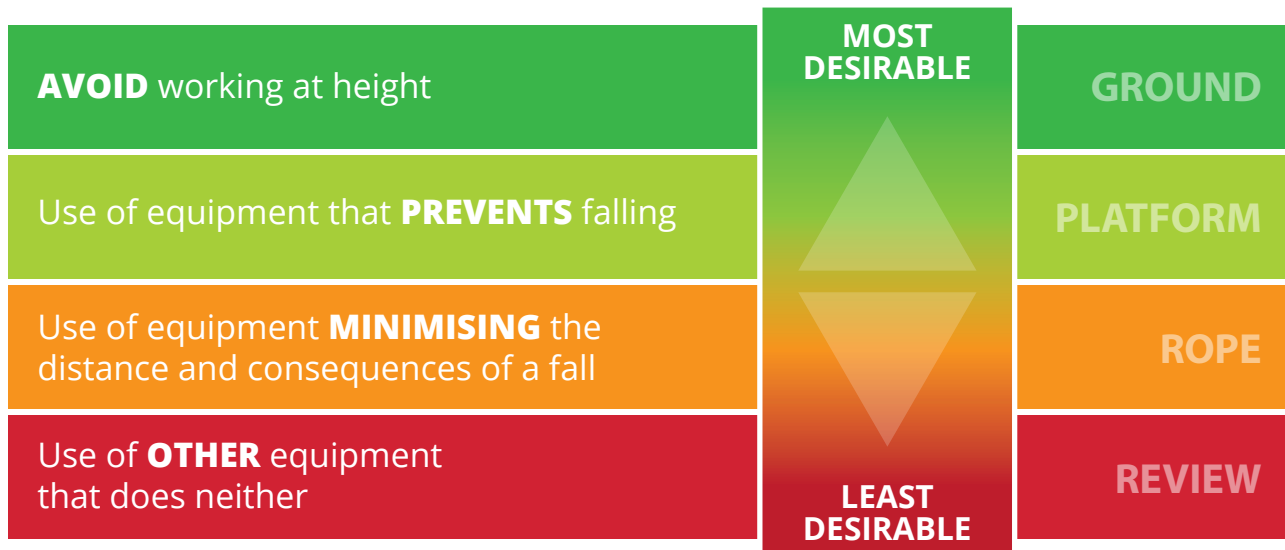 AVOID working at height
MOST
DESIRABLE
GROUND
Use of equipment that PREVENTS falling
PLATFORM
Use of equipment MINIMISING the
distance and consequences of a fall
ROPE
Use of OTHER equipment
that does neither
LEAST
DESIRABLE
REVIEW